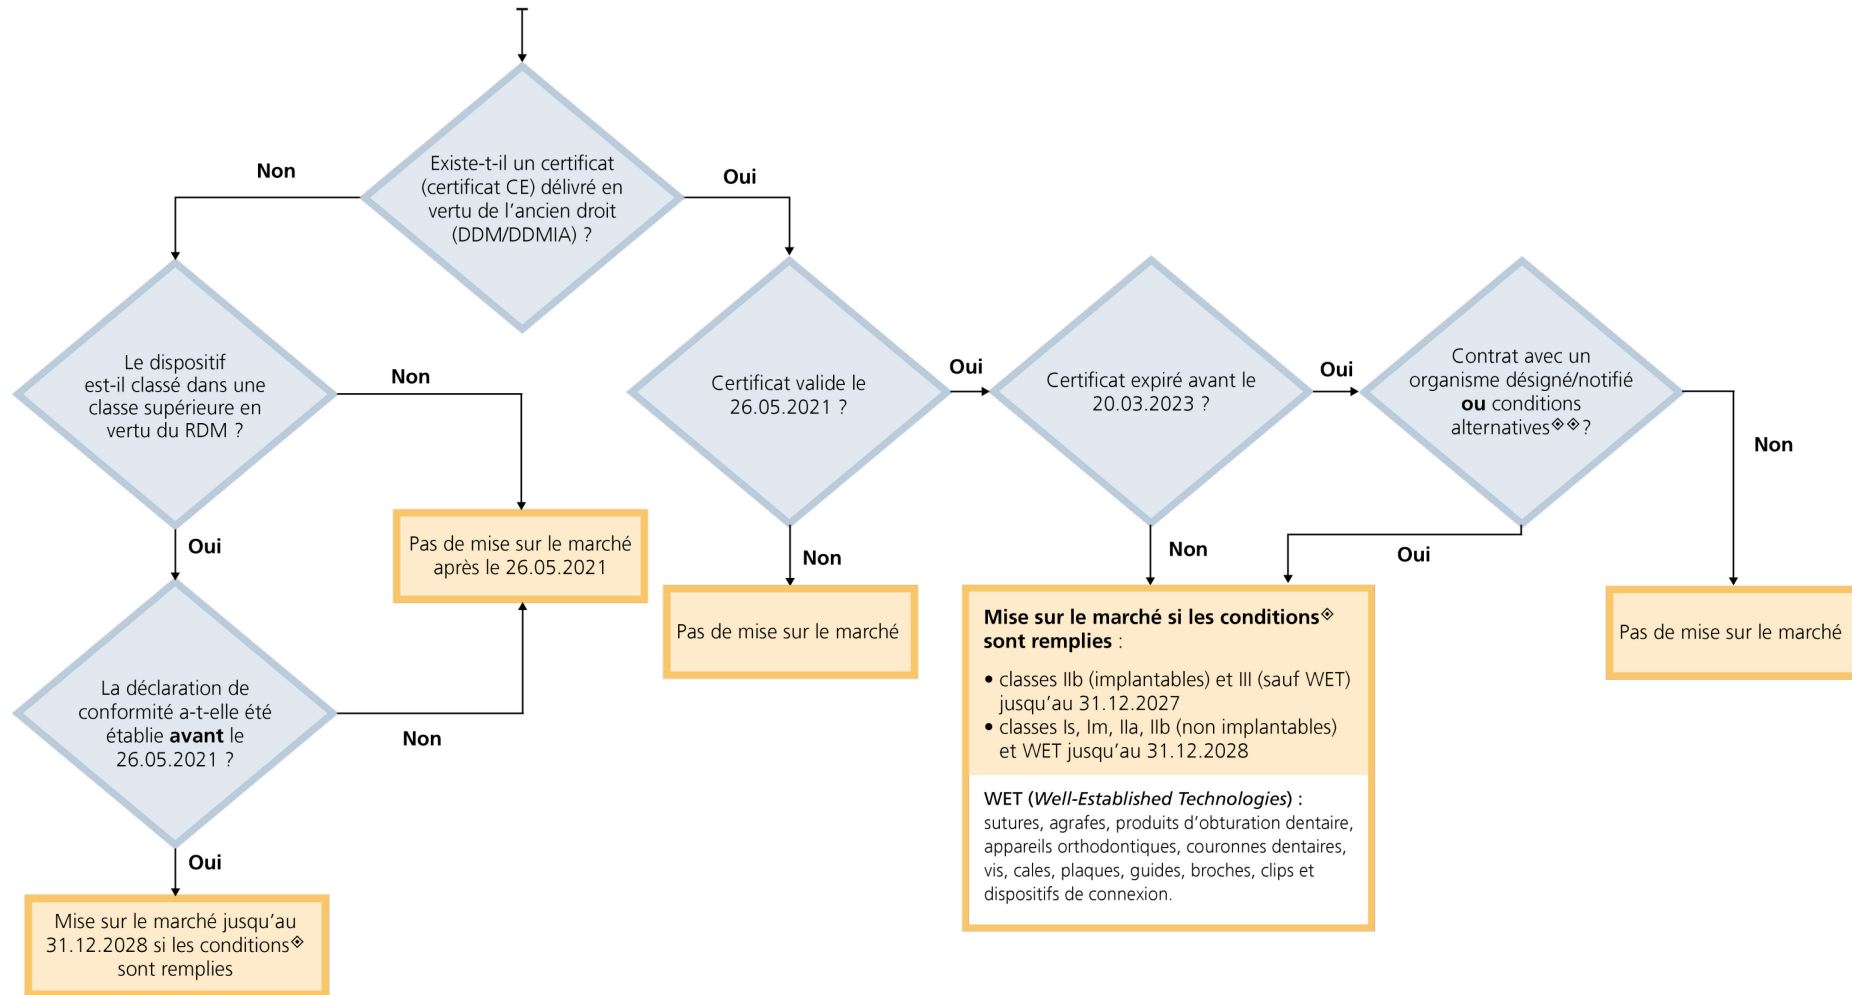 Existe-t-il un certificat
(certificat CE) délivré en
vertu de l'ancien droit
(DDM/DDMIA) ?
Non
Oui
Le dispositif
est-il classé dans une
classe supérieure en
vertu du RDM ?
Non
Oui
Pas de mise sur le marché
après le 26.05.2021
La déclaration de
conformité a-t-elle été
établie avant le
26.05.2021 ?
Non
Oui
Mise sur le marché jusqu'au
31.12.2028 si les conditions◈
sont remplies
Certificat valide le
26.05.2021 ?
Oui
Non
Pas de mise sur le marché
Certificat expiré avant le
20.03.2023 ?
Oui
Non
Contrat avec un
organisme désigné/notifié
ou conditions
alternatives◈◈?
Non
Oui
Mise sur le marché si les conditions◈
sont remplies :
• classes IIb (implantables) et III (sauf WET)
jusqu'au 31.12.2027
• classes Is, Im, IIa, IIb (non implantables)
et WET jusqu'au 31.12.2028
WET (Well-Established Technologies) :
sutures, agrafes, produits d'obturation dentaire,
appareils orthodontiques, couronnes dentaires,
vis, cales, plaques, guides, broches, clips et
dispositifs de connexion.
Pas de mise sur le marché